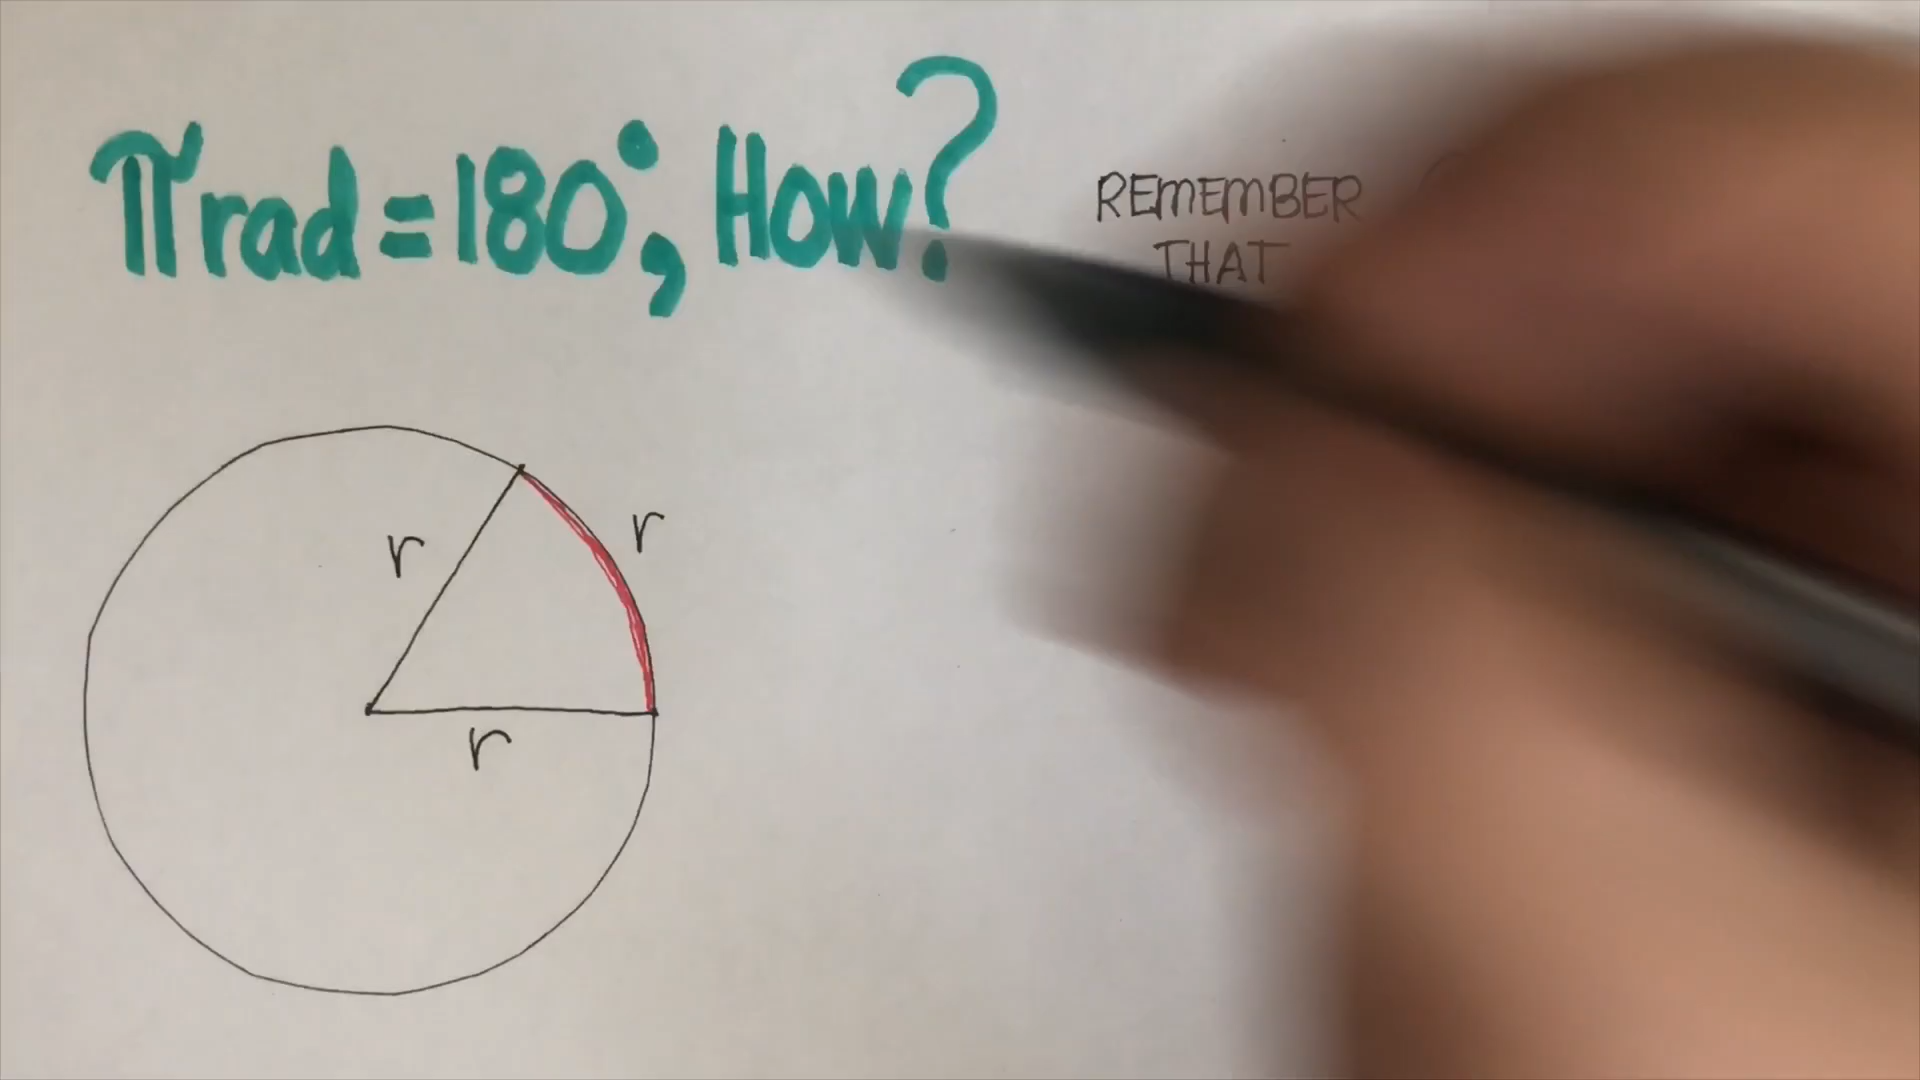 πrad=180°, How?
REMEMBER
THAT
r
r
r